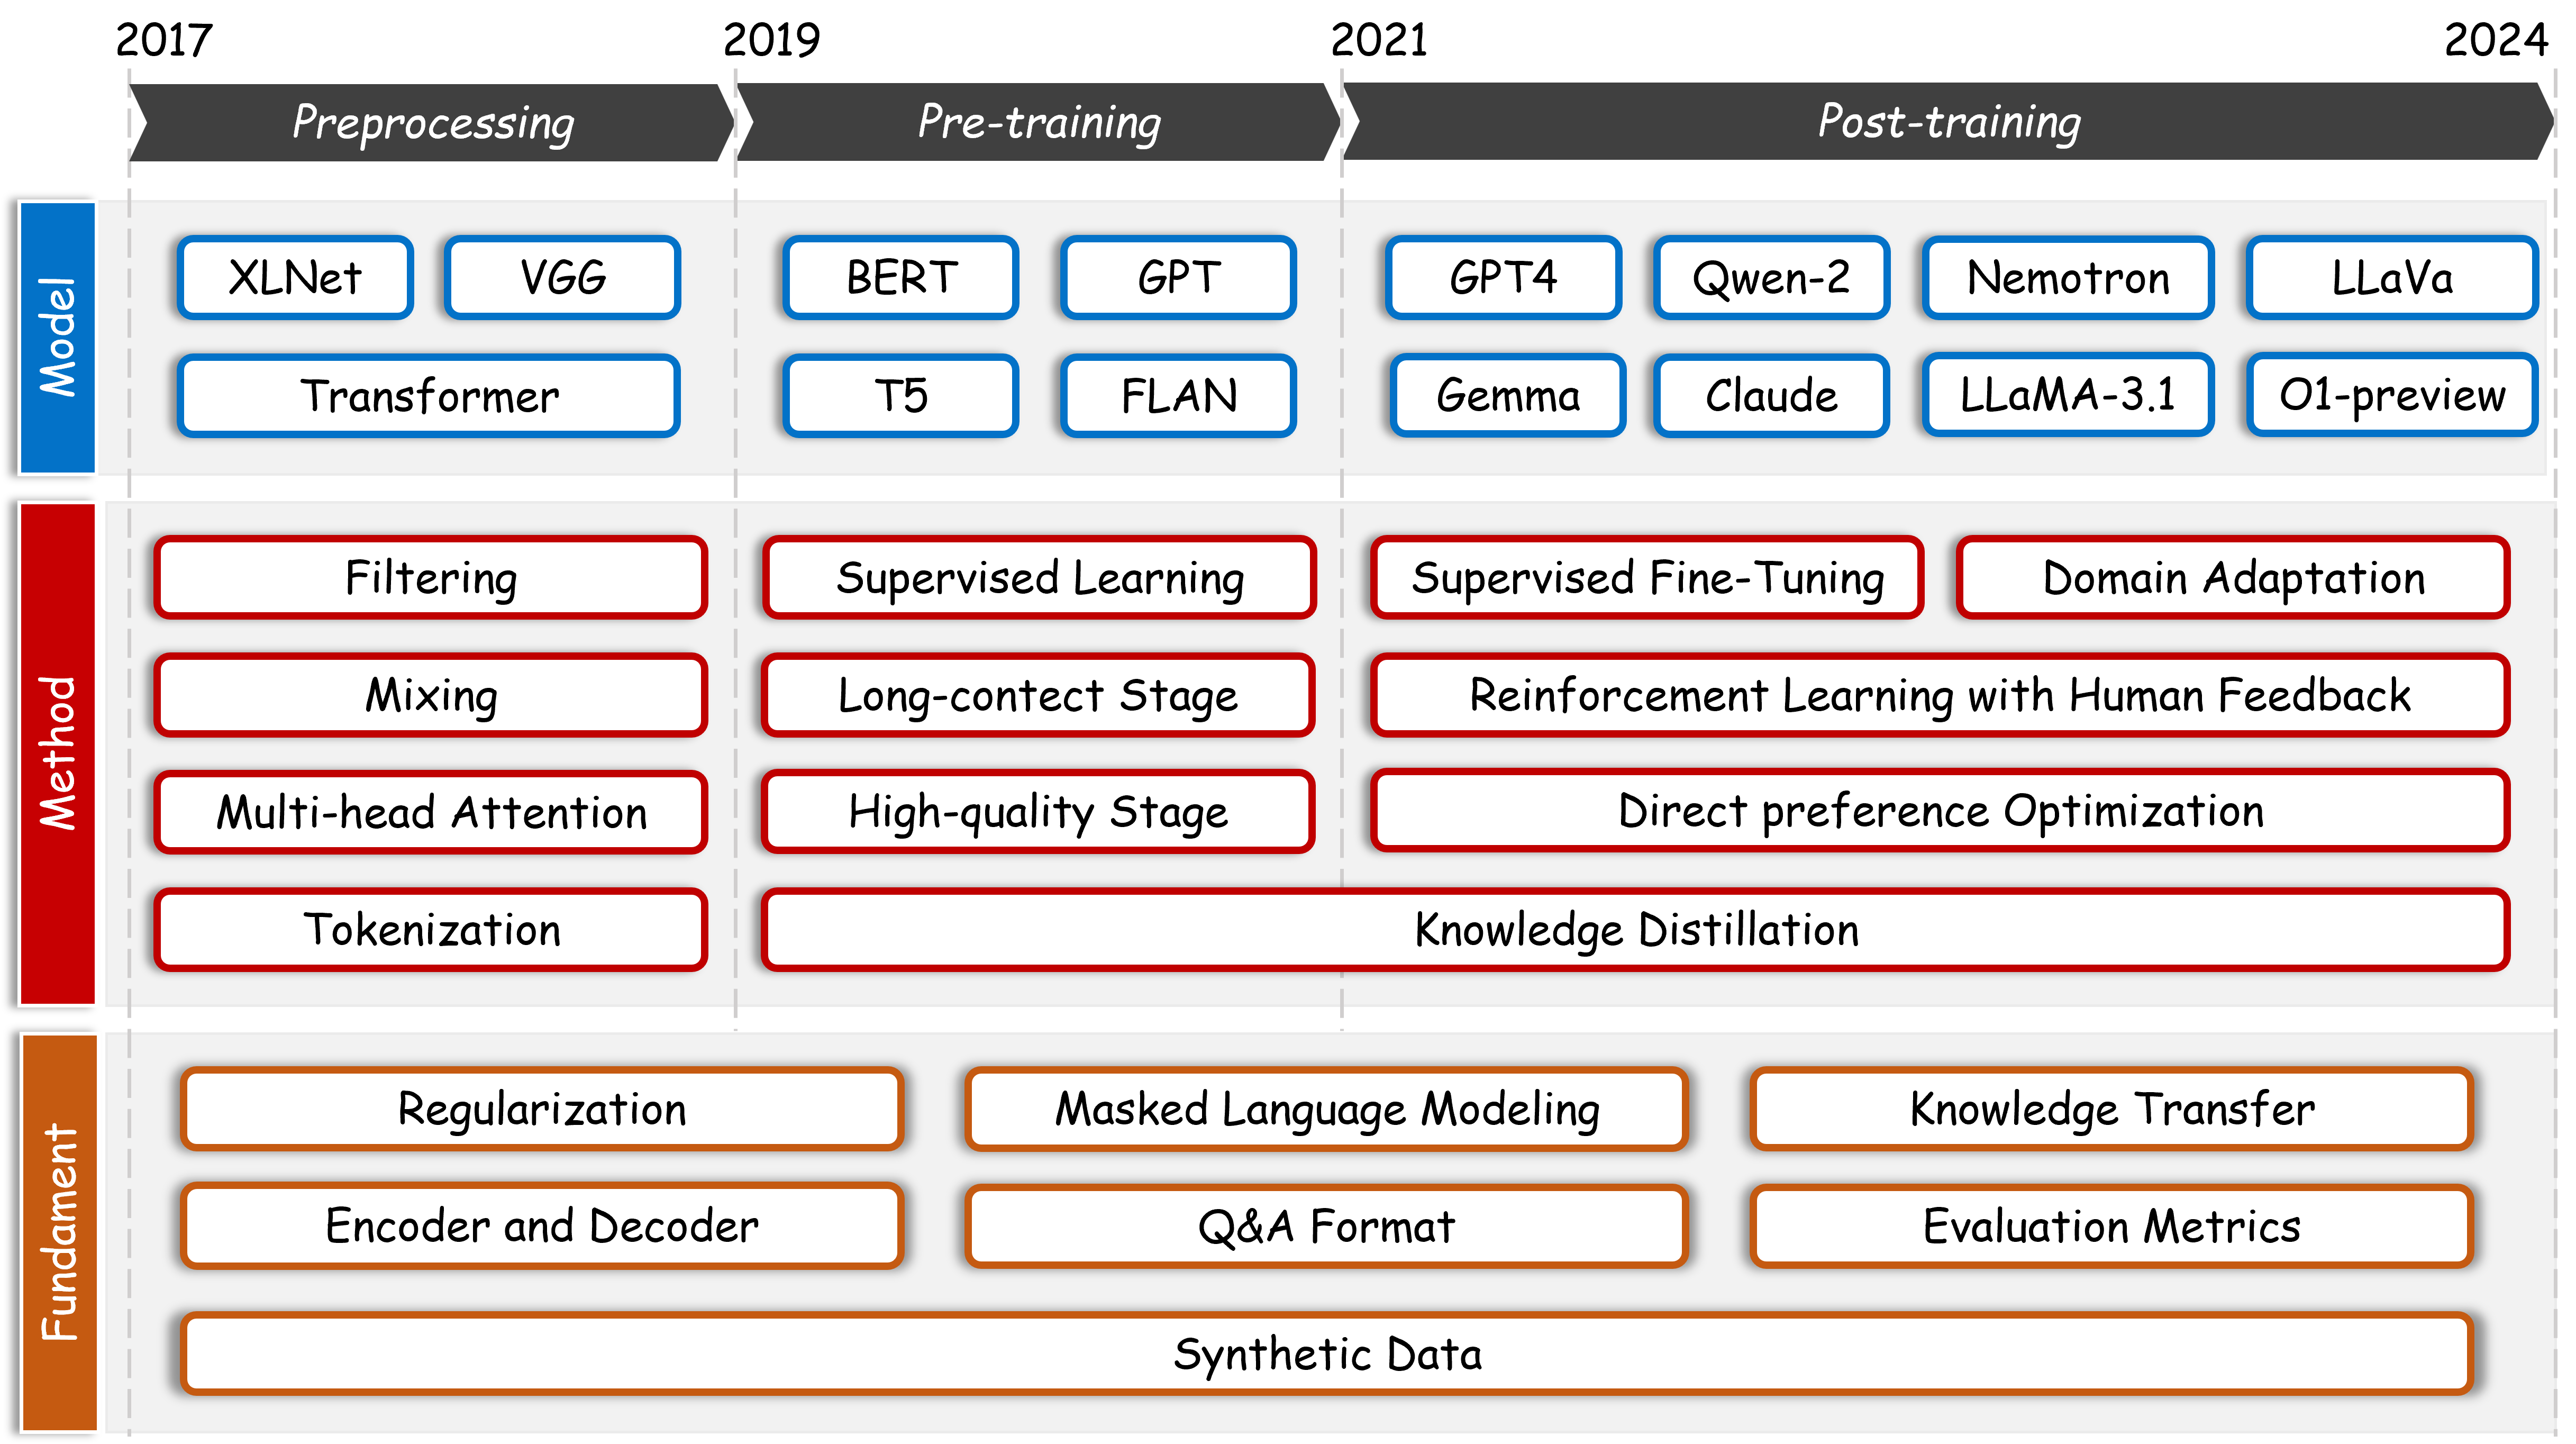 2017
2019
2021
2024
Preprocessing
Pre-training
Post-training
Model
XLNet
VGG
BERT
GPT
GPT4
Qwen-2
Nemotron
LLaVa
Transformer
T5
FLAN
Gemma
Claude
LLaMA-3.1
O1-preview
Method
Filtering
Supervised Learning
Supervised Fine-Tuning
Domain Adaptation
Mixing
Long-contect Stage
Reinforcement Learning with Human Feedback
Multi-head Attention
High-quality Stage
Direct preference Optimization
Tokenization
Knowledge Distillation
Fundament
Regularization
Masked Language Modeling
Knowledge Transfer
Encoder and Decoder
Q&A Format
Evaluation Metrics
Synthetic Data